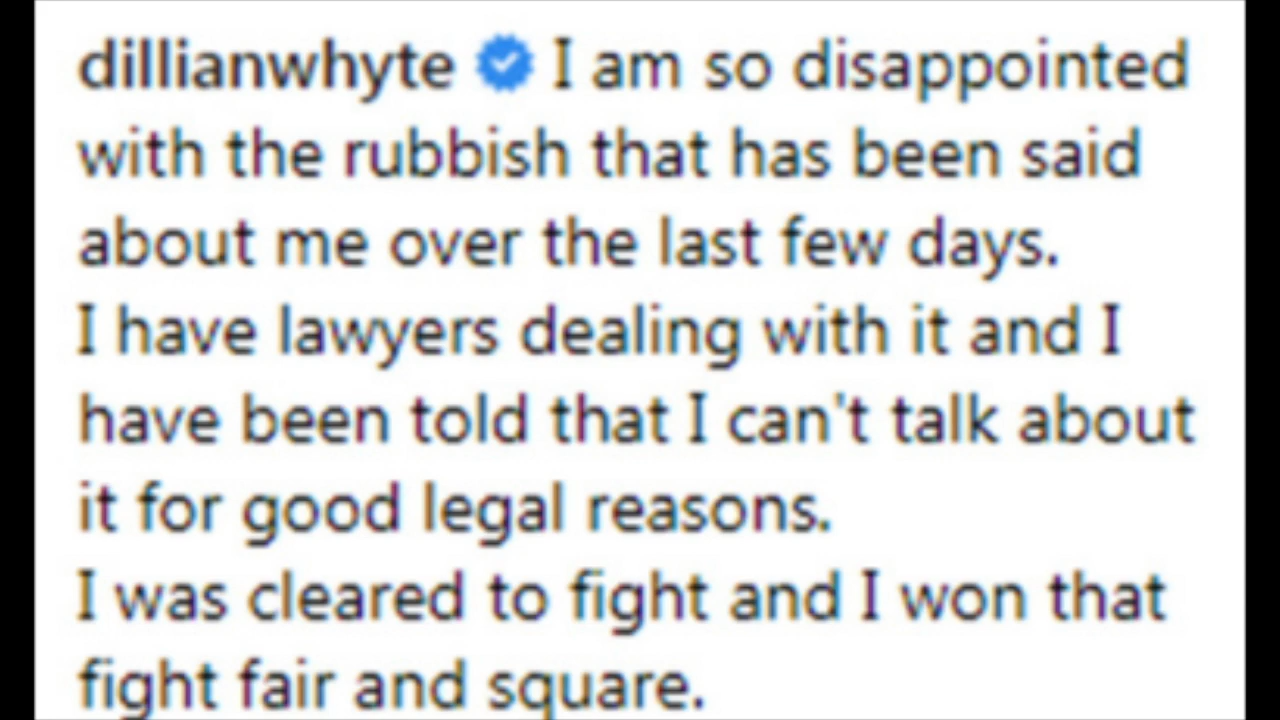 dillianwhyte I am so disappointed
with the rubbish that has been said
about me over the last few days.
I have lawyers dealing with it and I
have been told that I can't talk about
it for good legal reasons.
I was cleared to fight and I won that
fight fair and square.